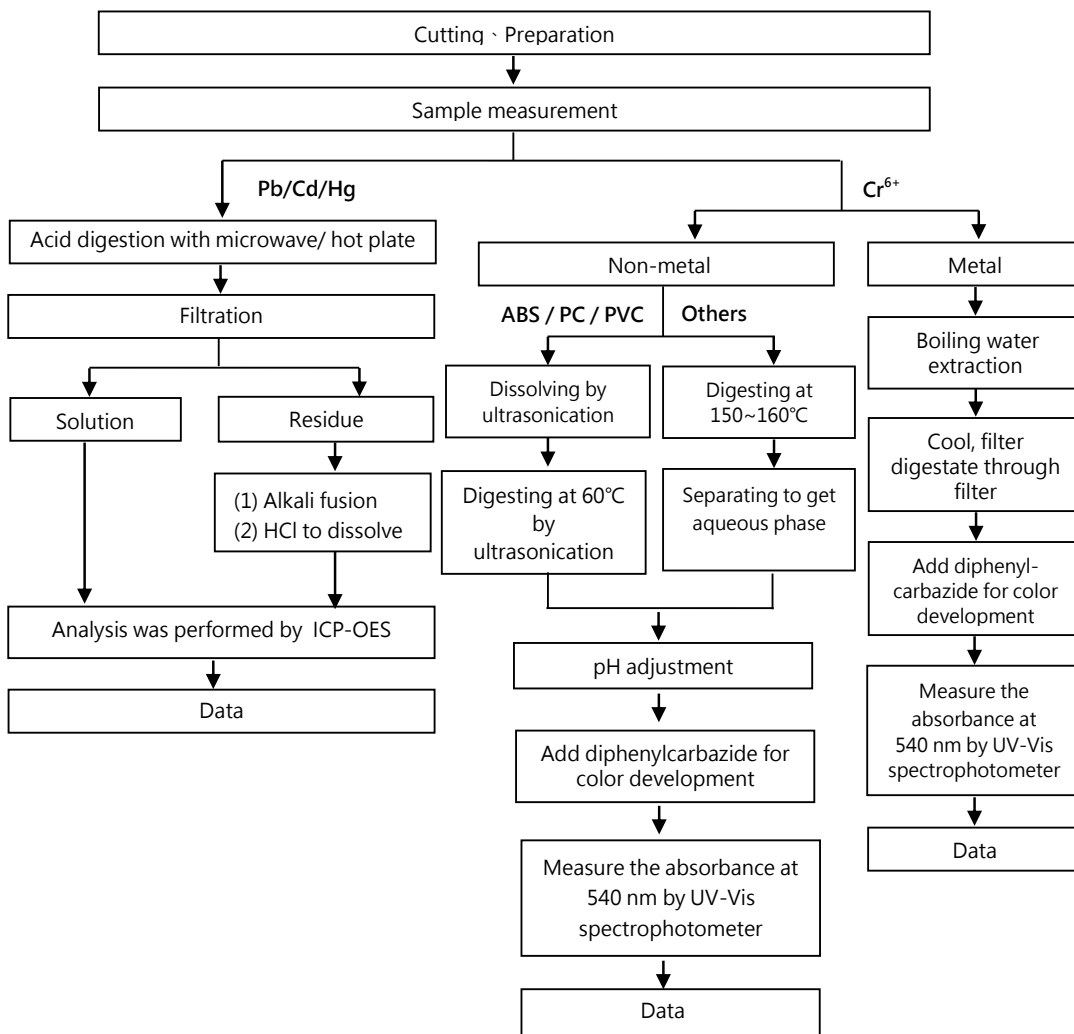 Cutting、Preparation
Sample measurement
Pb/Cd/Hg
Acid digestion with microwave/ hot plate
Filtration
Solution
Residue
(1) Alkali fusion
(2) HCl to dissolve
Analysis was performed by ICP-OES
Data
Cr⁶⁺
Non-metal
ABS / PC / PVC
Others
Dissolving by
ultrasonication
Digesting at
150~160℃
Digesting at 60℃
by
ultrasonication
Separating to get
aqueous phase
pH adjustment
Add diphenylcarbazide for
color development
Measure the absorbance at
540 nm by UV-Vis
spectrophotometer
Data
Metal
Boiling water
extraction
Cool, filter
digestate through
filter
Add diphenyl-
carbazide for color
development
Measure the
absorbance at
540 nm by UV-Vis
spectrophotometer
Data